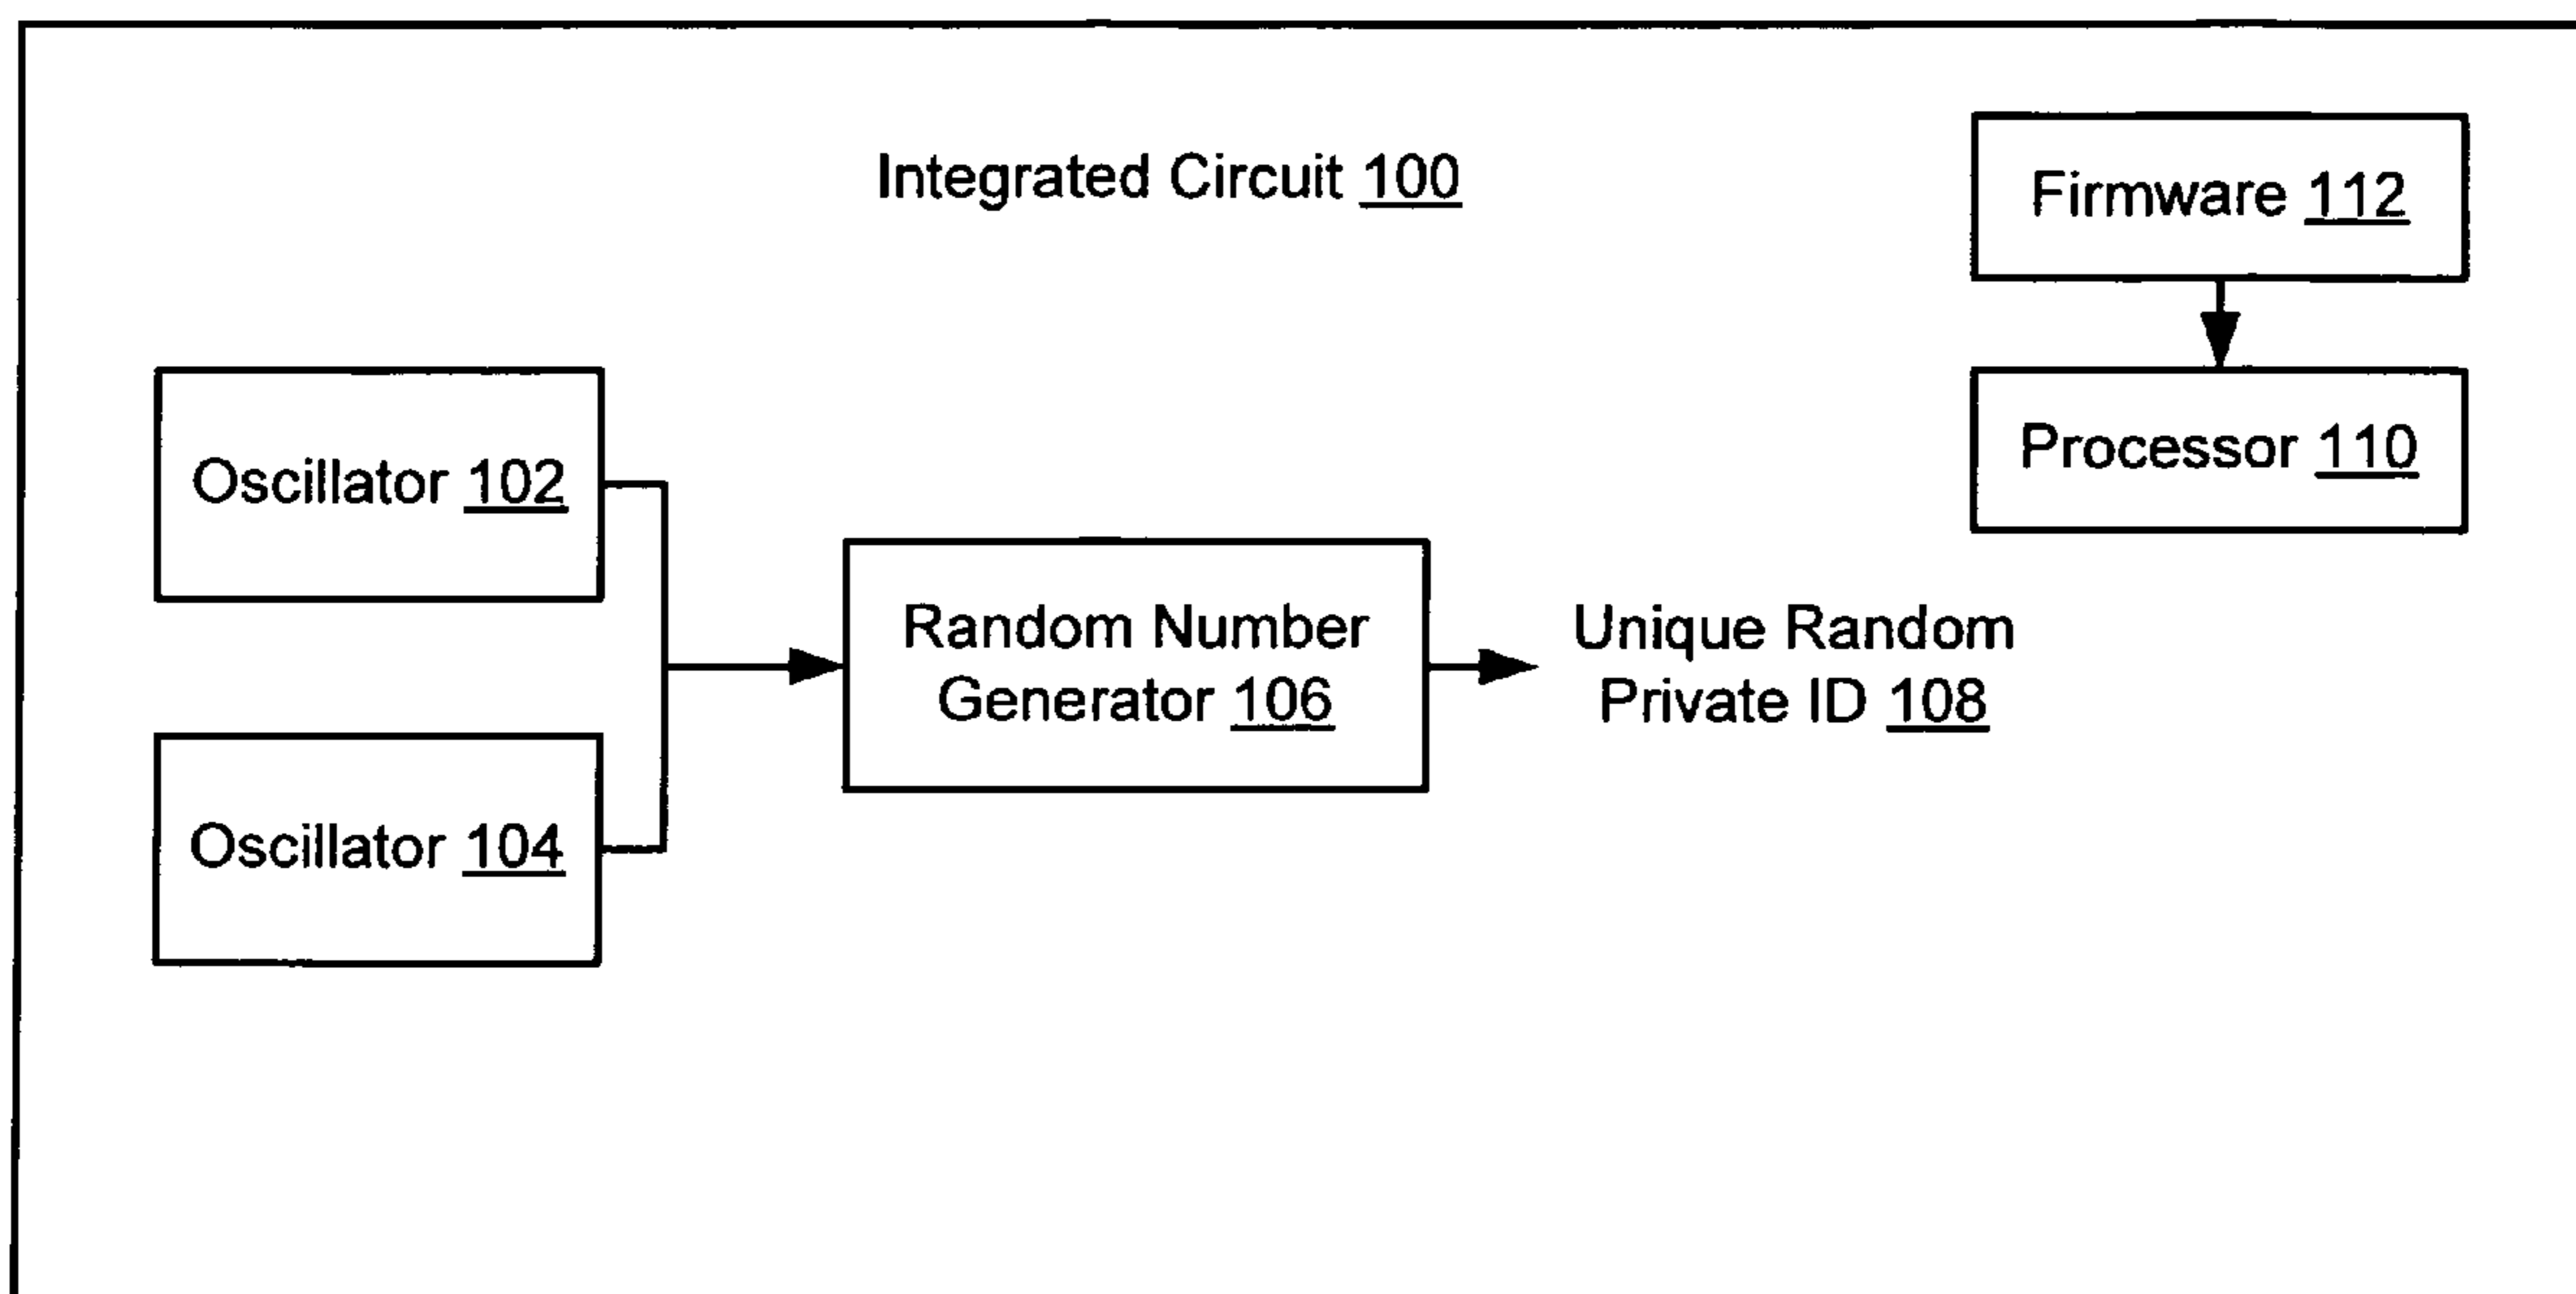 Integrated Circuit 100
Firmware 112
Processor 110
Oscillator 102
Random Number
Generator 106
Unique Random
Private ID 108
Oscillator 104